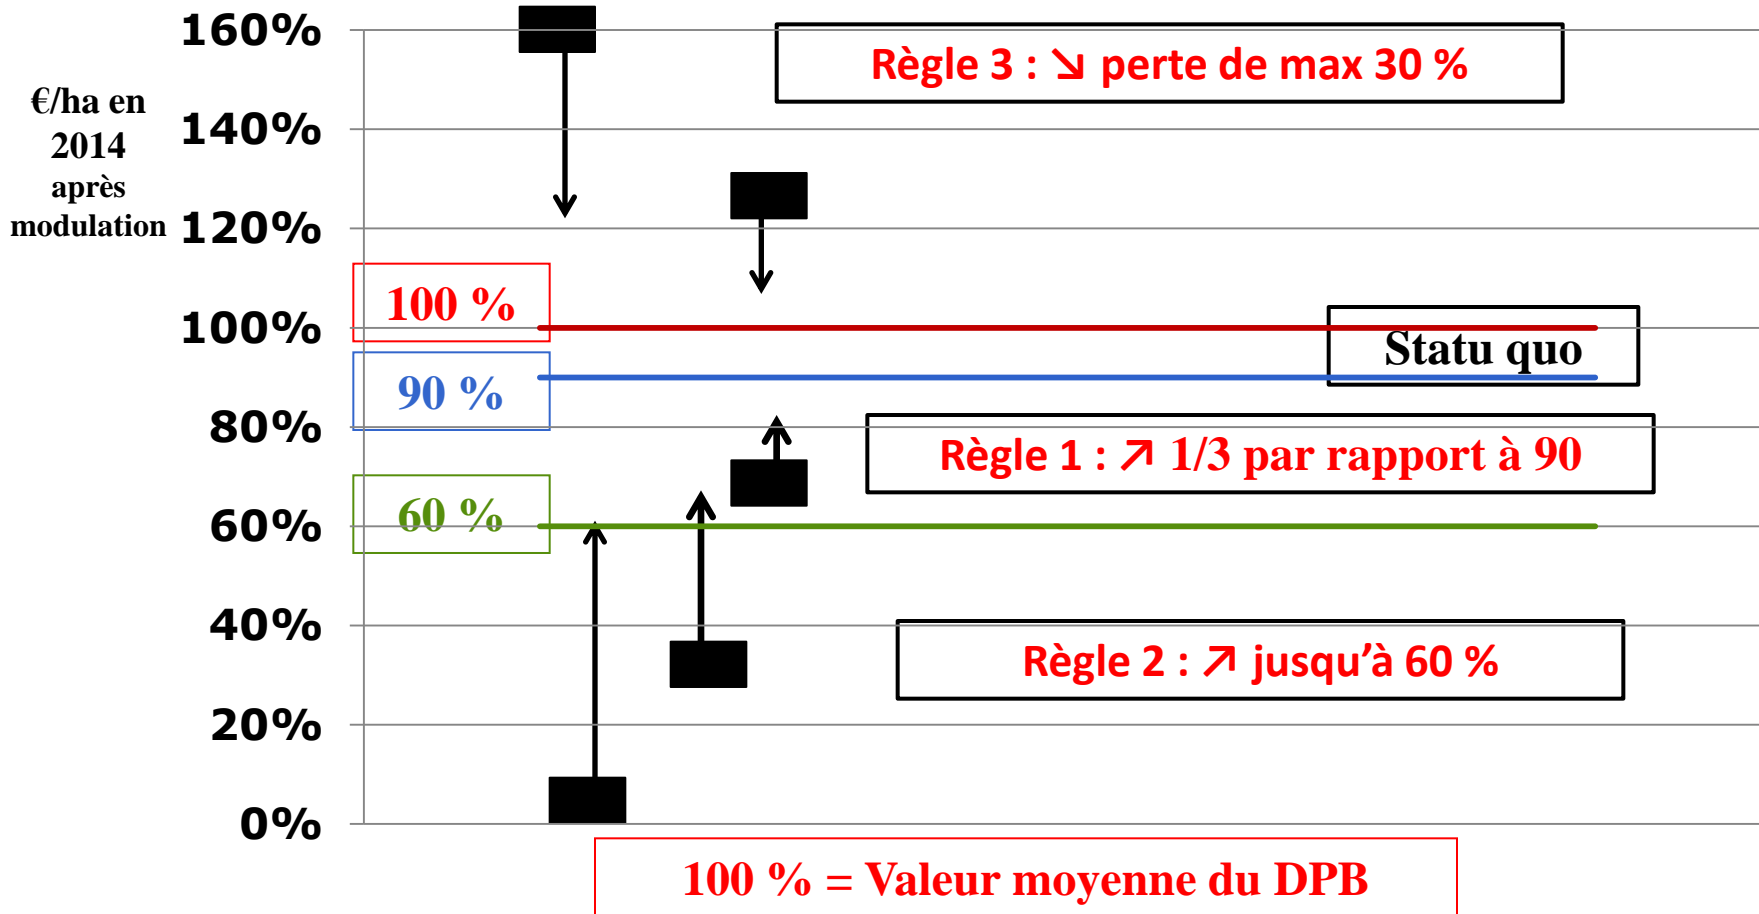 160%
Règle 3 : ↘ perte de max 30 %
€/ha en
2014
après
modulation
140%
120%
100 %
100%
Statu quo
90 %
80%
Règle 1 : ↗ 1/3 par rapport à 90
60 %
60%
40%
Règle 2 : ↗ jusqu’à 60 %
20%
0%
100 % = Valeur moyenne du DPB